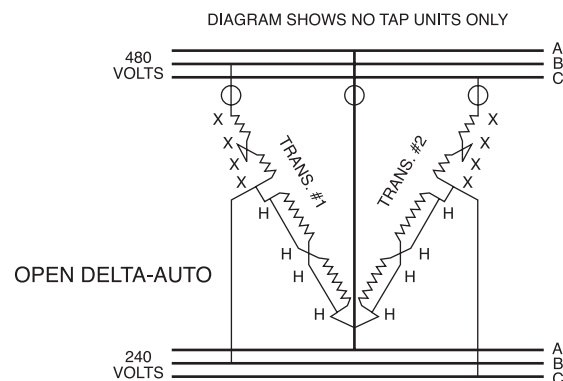 DIAGRAM SHOWS NO TAP UNITS ONLY
480
VOLTS
A
B
C
X
X
X
X
TRANS. #1
H
H
H
H
X
X
X
X
TRANS. #2
H
H
H
H
OPEN DELTA-AUTO
240
VOLTS
A
B
C